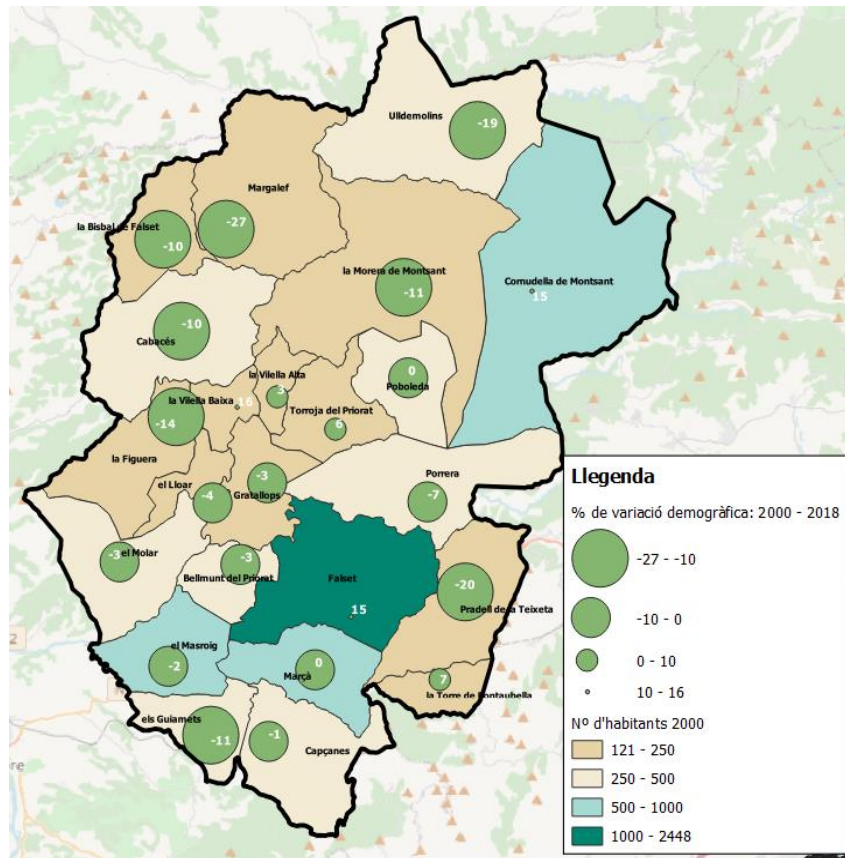 Ulldemolins
-19
Margalef
-27
la Bisbal de Falset
-10
la Morera de Montsant
-11
Cornudella de Montsant
15
-10
Cabacés
la Vilella Alta
3
0
Poboleda
la Vilella Baixa
16
-14
Torroja del Priorat
6
la Figuera
el Lloar
-4
-3
Gratallops
Porrera
-7
-3
el Molar
-3
Bellmunt del Priorat
Falset
15
-20
Pradell de la Teixeta
el Masroig
-2
0
Marçà
7
la Torre de Fontaubella
els Guiamets
-11
-1
Capçanes
2
Llegenda
% de variació demogràfica: 2000 - 2018
-27 - -10
-10 - 0
0 - 10
10 - 16
Nº d'habitants 2000
121 - 250
250 - 500
500 - 1000
1000 - 2448